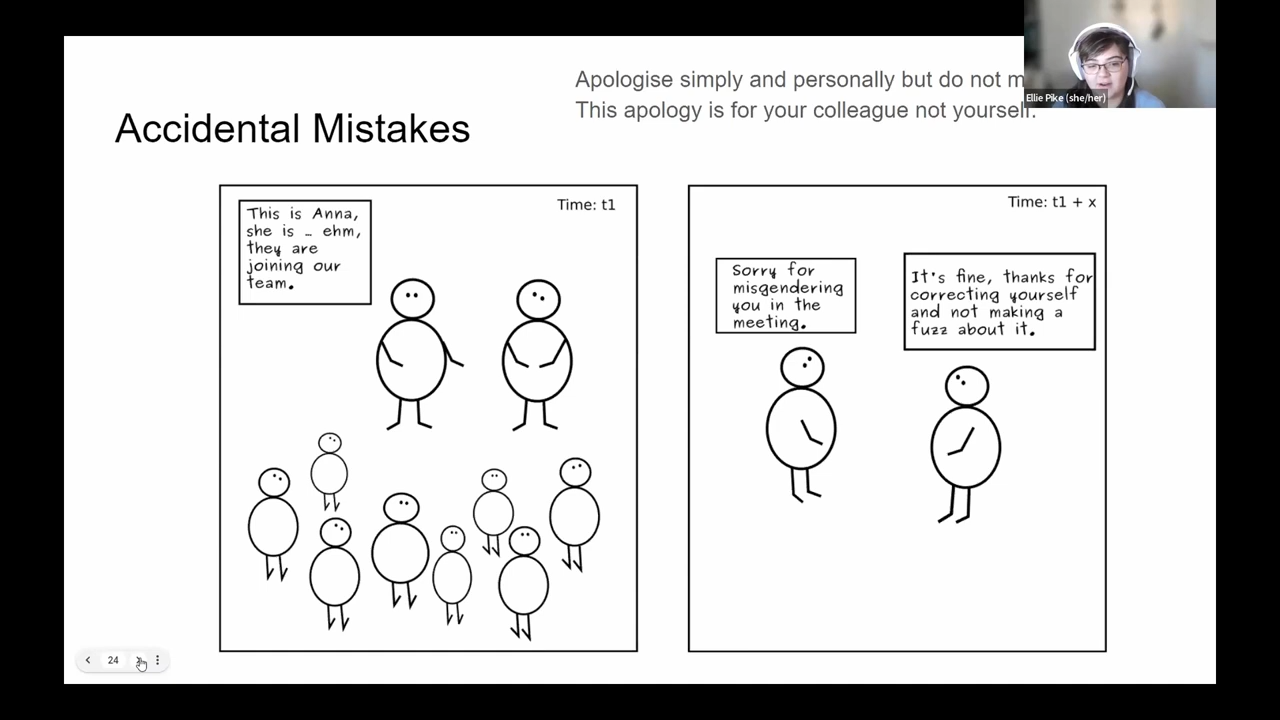 Apologise simply and personally but do not
This apology is for your colleague not yourself.
Ellie Pike (she/her)
Accidental Mistakes
Time: t1
This is Anna,
she is … ehm,
they are
joining our
team.
Time: t1 + x
Sorry for
misgendering
you in the
meeting.
It's fine, thanks for
correcting yourself
and not making a
fuzz about it.
24